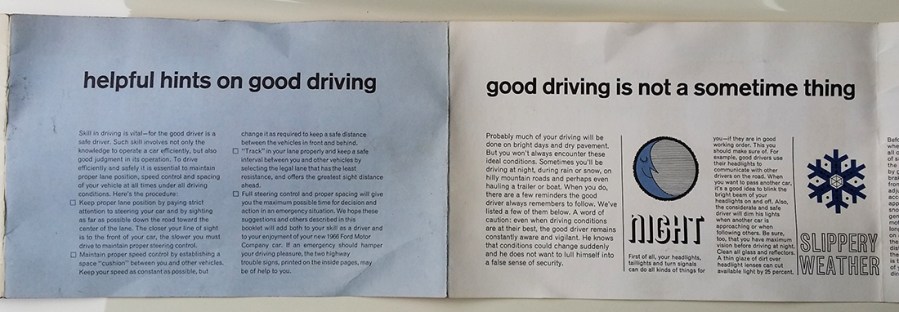 helpful hints on good driving
Skill in driving is vital—for the good driver is a
safe driver. Such skill involves not only the
knowledge to operate a car efficiently, but also
good judgment in its operation. To drive
efficiently and safely it is essential to maintain
proper lane position, speed control and spacing
of your vehicle at all times under all driving
conditions. Here's the procedure:
Keep proper lane position by paying strict
attention to steering your car and by sighting
as far as possible down the road toward the
center of the lane. The closer your line of sight
is to the front of your car, the slower you must
drive to maintain proper steering control.
Maintain proper speed control by establishing a
space "cushion" between you and other vehicles.
Keep your speed as constant as possible, but
change it as required to keep a safe distance
between the vehicles in front and behind.
"Track" in your lane properly and keep a safe
interval between you and other vehicles by
selecting the legal lane that has the least
resistance, and offers the greatest sight distance
ahead.
Full steering control and proper spacing will give
you the maximum possible time for decision and
action in an emergency situation. We hope these
suggestions and others described in this
booklet will add both to your skill as a driver and
to your enjoyment of your new 1966 Ford Motor
Company car. If an emergency should hamper
your driving pleasure, the two highway
trouble signs, printed on the inside pages, may
be of help to you.
good driving is not a sometime thing
Probably much of your driving will be
done on bright days and dry pavement.
But you won't always encounter these
ideal conditions. Sometimes you'll be
driving at night, during rain or snow, on
hilly mountain roads and perhaps even
hauling a trailer or boat. When you do,
there are a few reminders the good
driver always remembers to follow. We've
listed a few of them below. A word of
caution: even when driving conditions
are at their best, the good driver remains
constantly aware and vigilant. He knows
that conditions could change suddenly
and he does not want to lull himself into
a false sense of security.
NIGHT
First of all, your headlights,
taillights and turn signals
can do all kinds of things for
you—if they are in good
working order. This you
should make sure of. For
example, good drivers use
their headlights to
communicate with other
drivers on the road. When
you want to pass another car,
it's a good idea to blink the
bright beam of your
headlights on and off. Also,
the considerate and safe
driver will dim his lights
when another car is
approaching or when
following others. Be sure,
too, that you have maximum
vision before driving at night.
Clean all glass and reflectors.
A thin glaze of dirt over
headlight lenses can cut
available light by 25 percent.
SLIPPERY
WEATHER